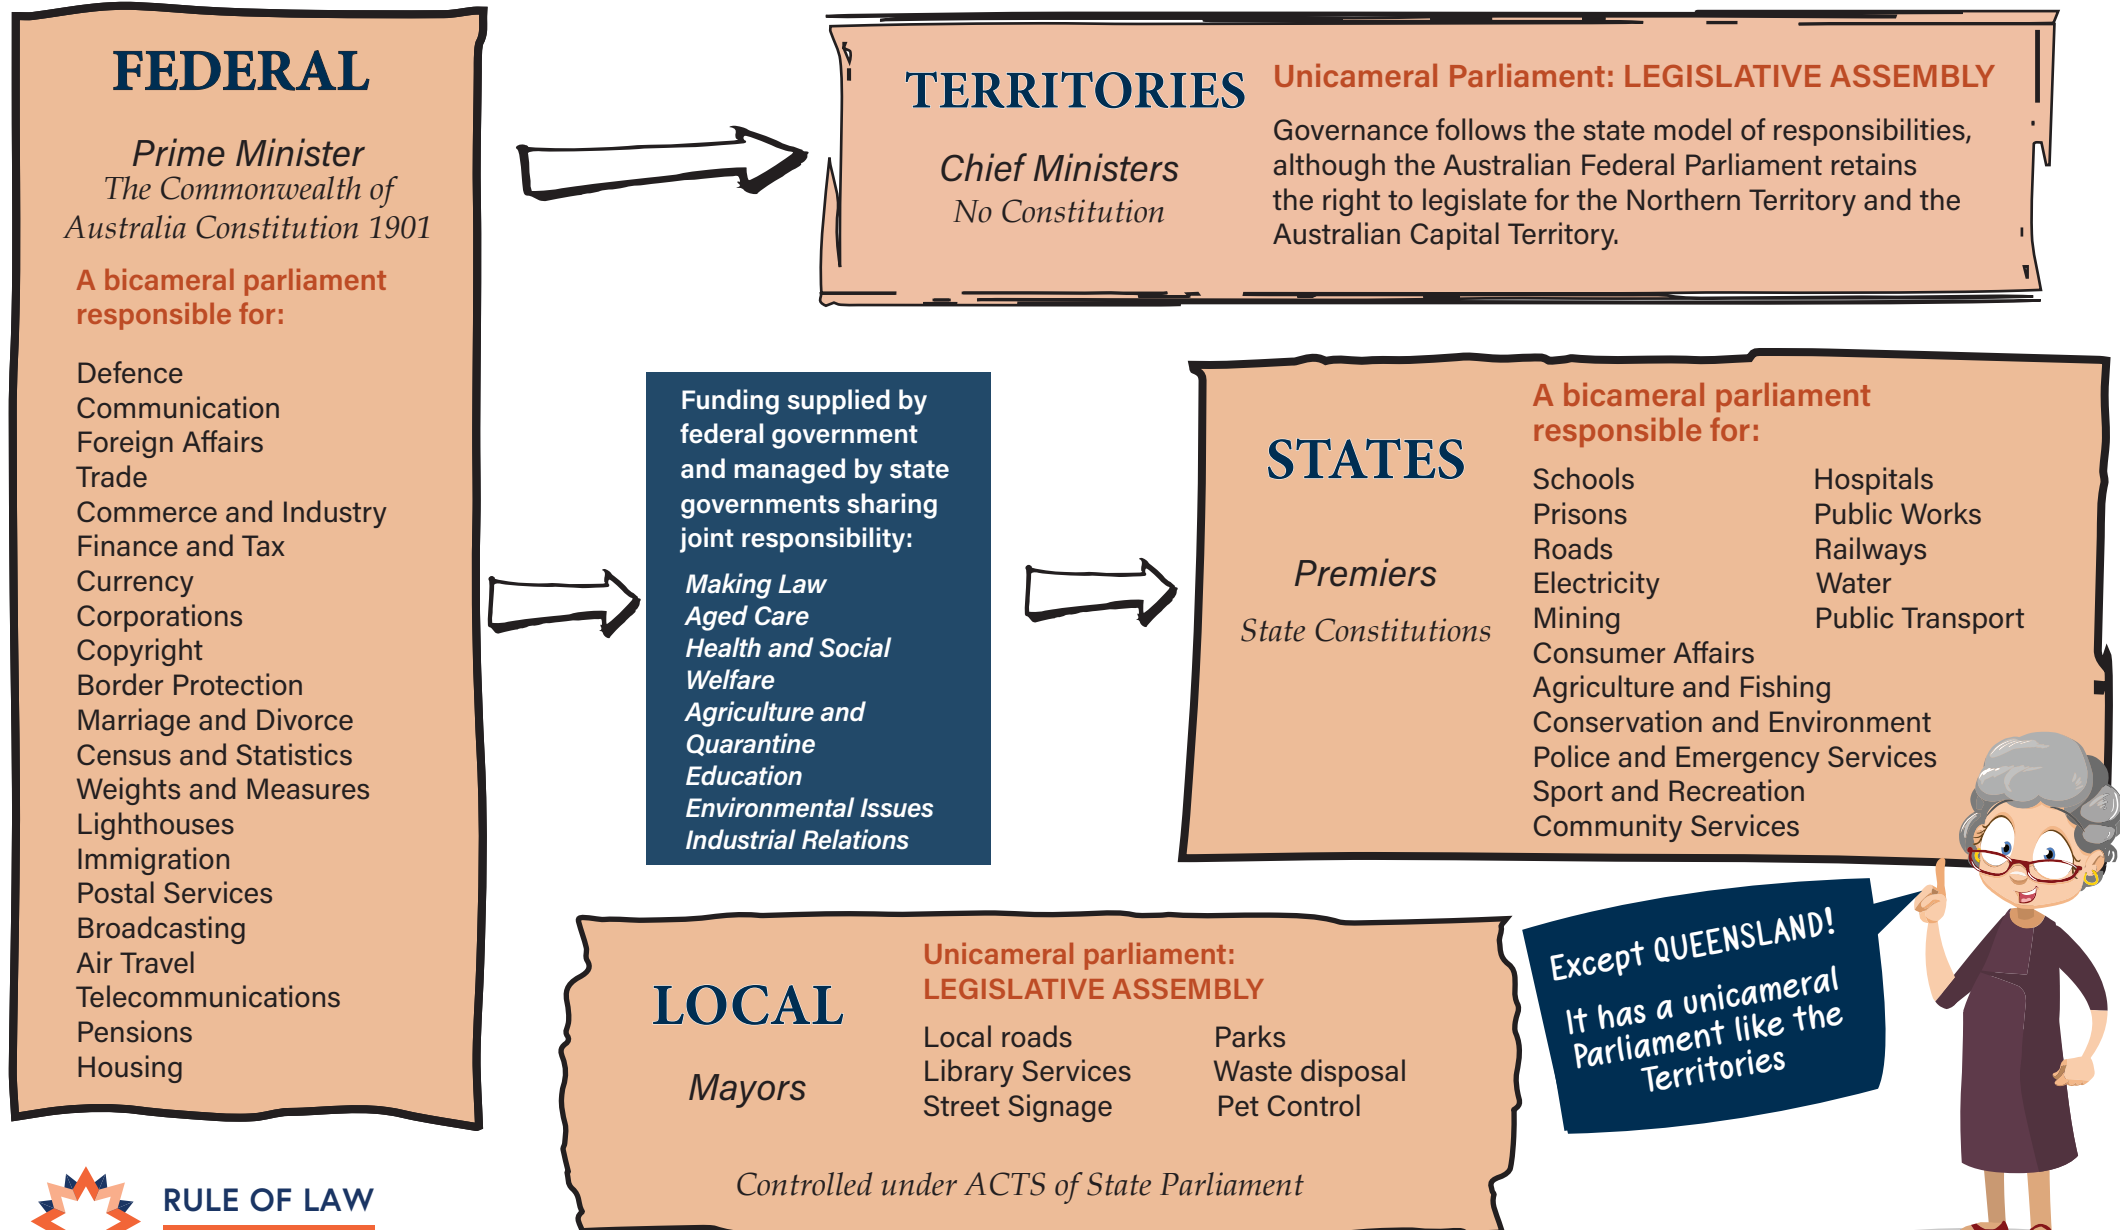 FEDERAL
Prime Minister
The Commonwealth of
Australia Constitution 1901
A bicameral parliament
responsible for:
Defence
Communication
Foreign Affairs
Trade
Commerce and Industry
Finance and Tax
Currency
Corporations
Copyright
Border Protection
Marriage and Divorce
Census and Statistics
Weights and Measures
Lighthouses
Immigration
Postal Services
Broadcasting
Air Travel
Telecommunications
Pensions
Housing
TERRITORIES
Chief Ministers
No Constitution
Unicameral Parliament: LEGISLATIVE ASSEMBLY
Governance follows the state model of responsibilities,
although the Australian Federal Parliament retains
the right to legislate for the Northern Territory and the
Australian Capital Territory.
Funding supplied by
federal government
and managed by state
governments sharing
joint responsibility:
Making Law
Aged Care
Health and Social
Welfare
Agriculture and
Quarantine
Education
Environmental Issues
Industrial Relations
STATES
Premiers
State Constitutions
A bicameral parliament
responsible for:
Schools
Prisons
Roads
Electricity
Mining
Consumer Affairs
Agriculture and Fishing
Conservation and Environment
Police and Emergency Services
Sport and Recreation
Community Services
Hospitals
Public Works
Railways
Water
Public Transport
LOCAL
Mayors
Unicameral parliament:
LEGISLATIVE ASSEMBLY
Local roads
Library Services
Street Signage
Parks
Waste disposal
Pet Control
Controlled under ACTS of State Parliament
Except QUEENSLAND!
It has a unicameral
Parliament like the
Territories
RULE OF LAW